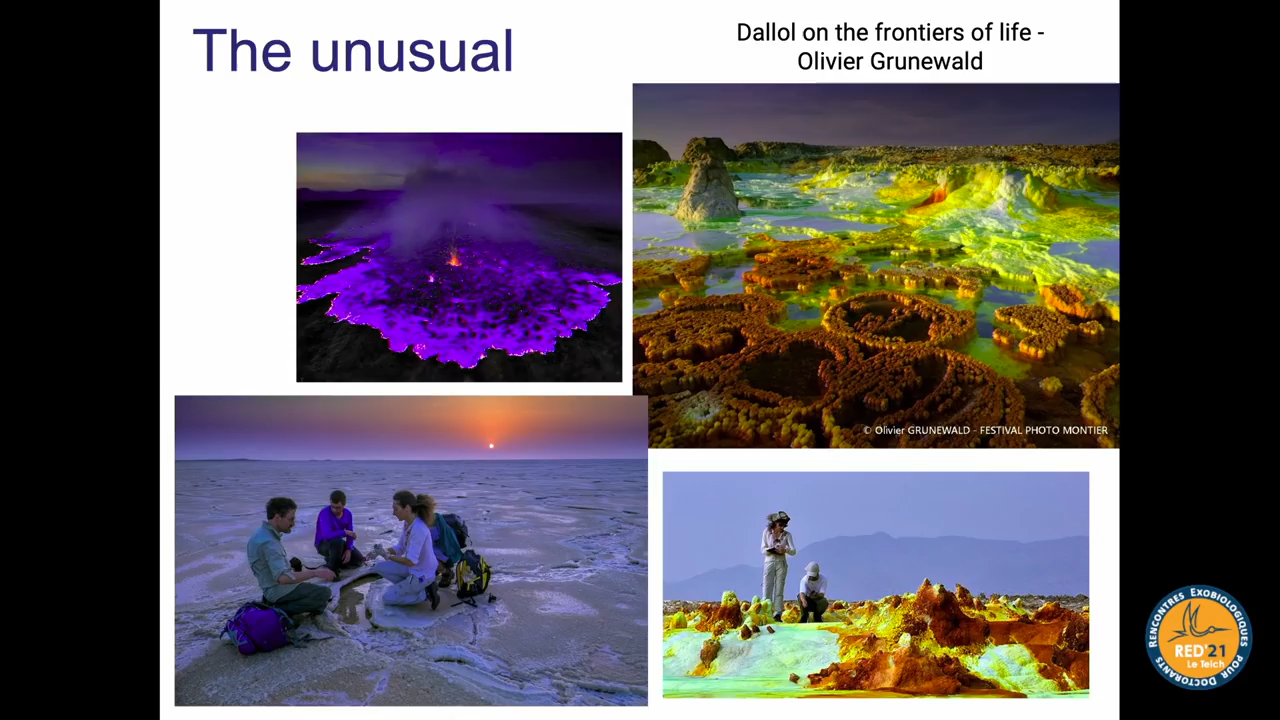 The unusual
Dallol on the frontiers of life -
Olivier Grunewald
© Olivier GRUNEWALD - FESTIVAL PHOTO MONTIER
RENCONTRES EXOBIOLOGIQUES
POUR DOCTORANTS
RED'21
Le Teich